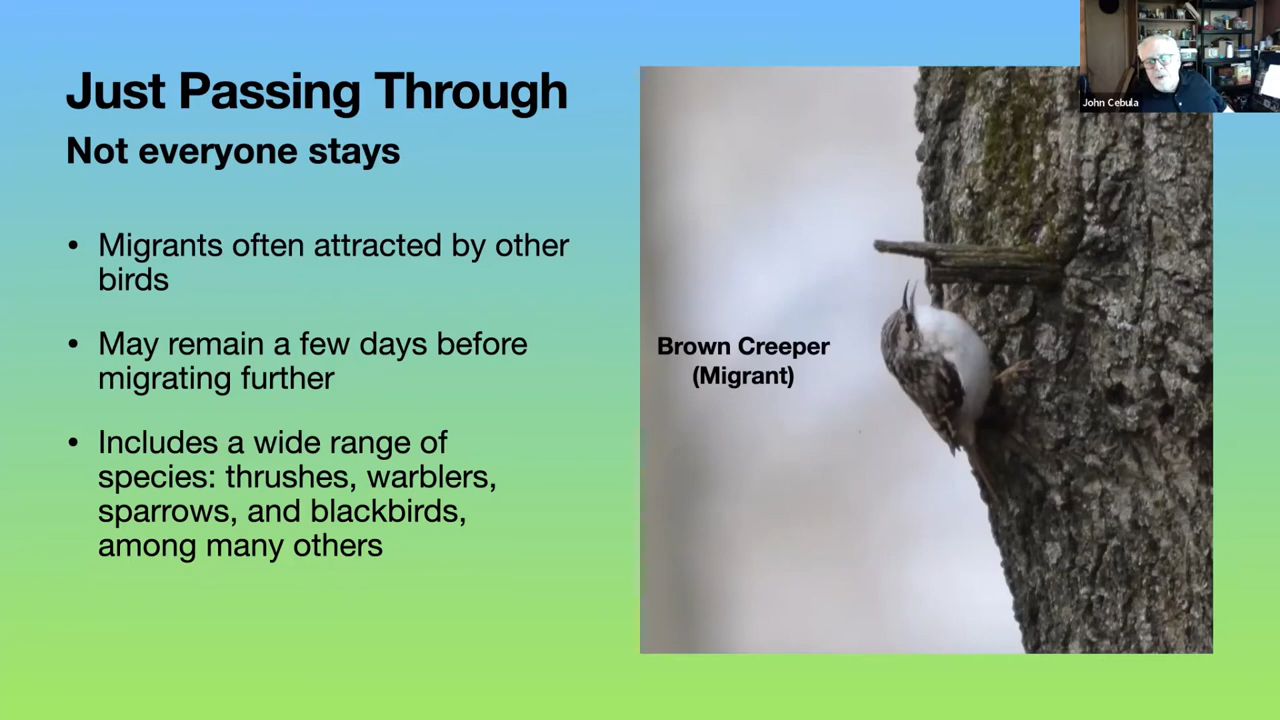 Just Passing Through
Not everyone stays
• Migrants often attracted by other
birds
• May remain a few days before
migrating further
• Includes a wide range of
species: thrushes, warblers,
sparrows, and blackbirds,
among many others
Brown Creeper
(Migrant)
John Cebula